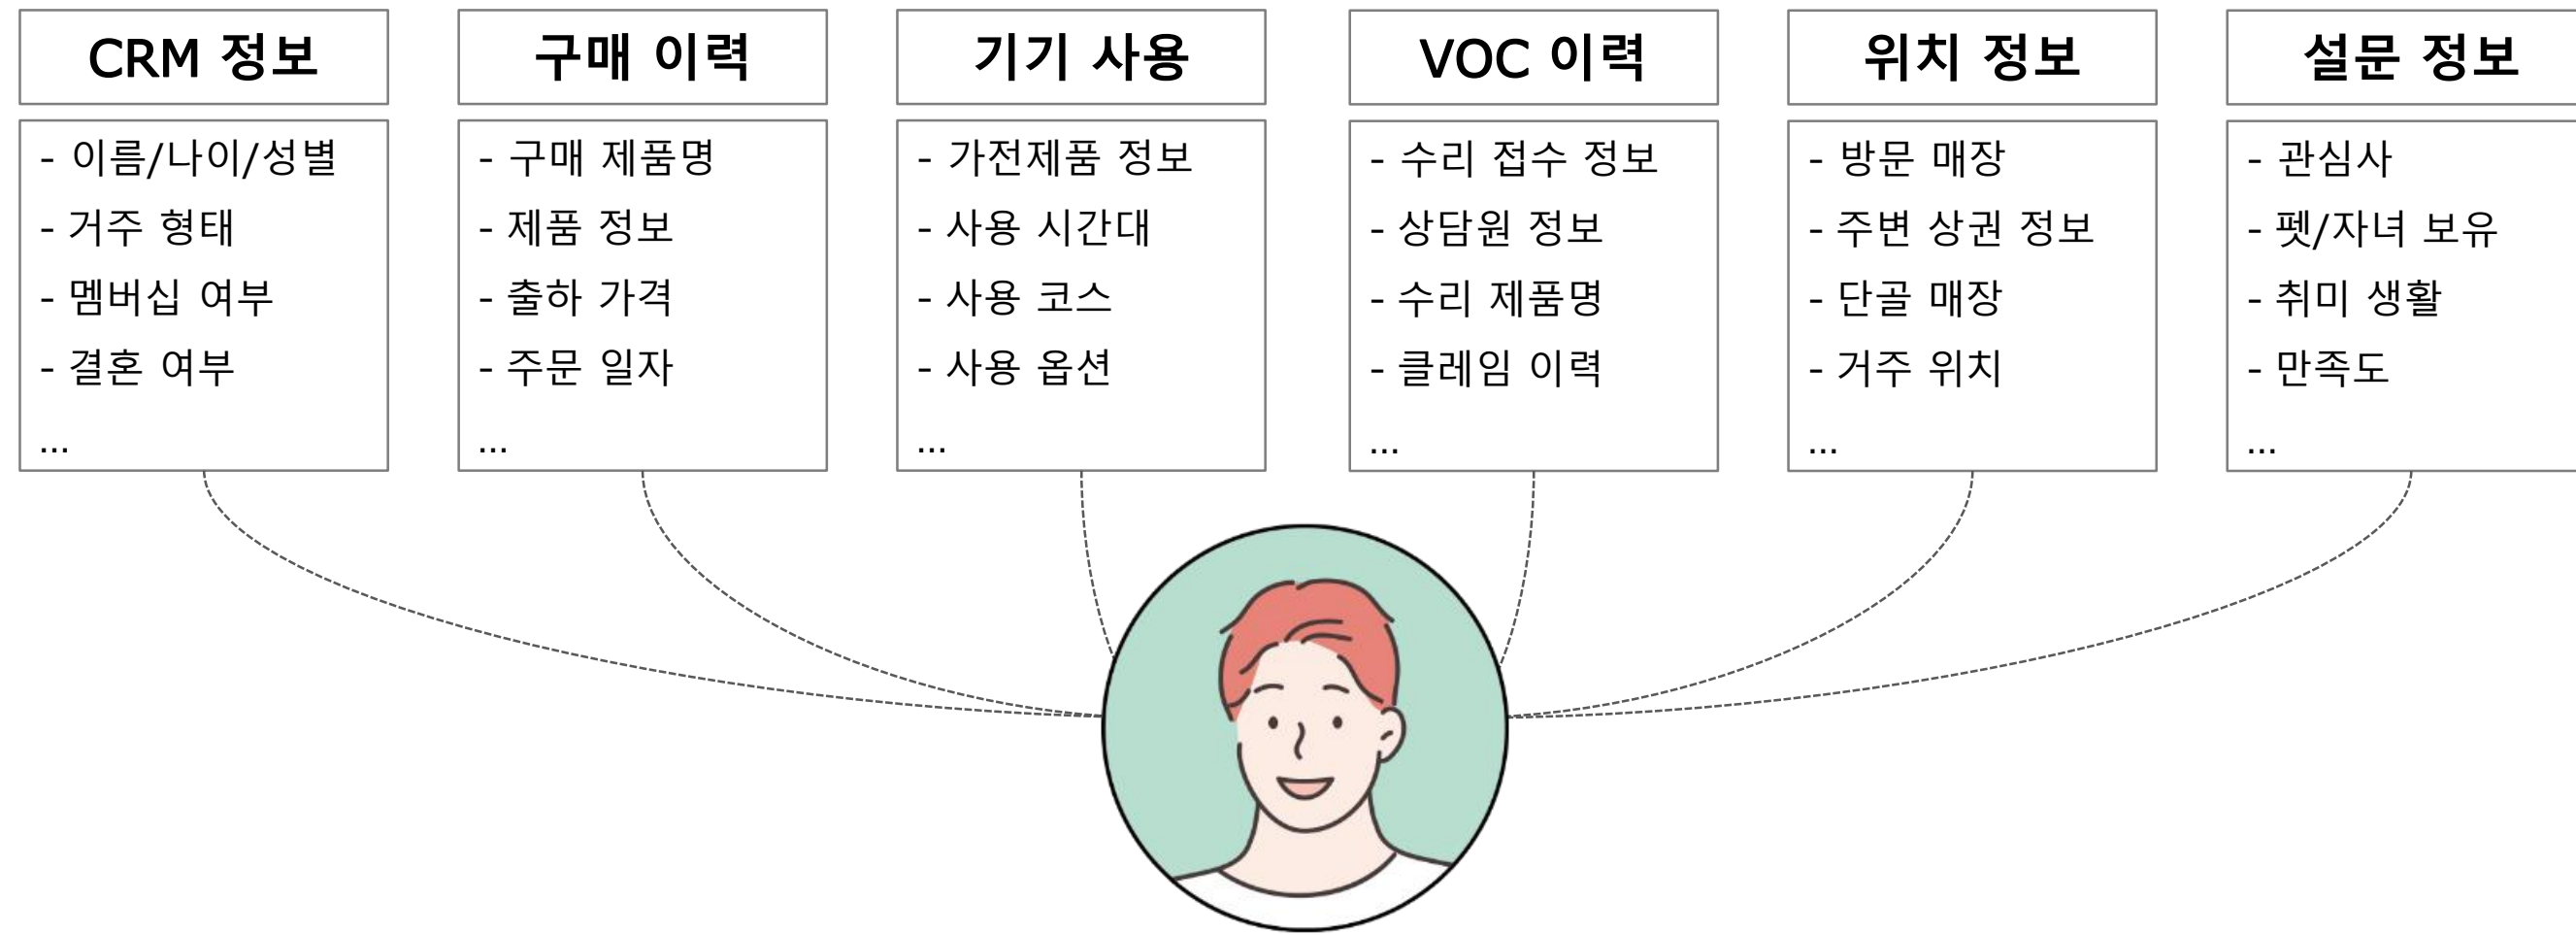 CRM 정보
- 이름/나이/성별
- 거주 형태
- 멤버십 여부
- 결혼 여부
...
구매 이력
- 구매 제품명
- 제품 정보
- 출하 가격
- 주문 일자
...
기기 사용
- 가전제품 정보
- 사용 시간대
- 사용 코스
- 사용 옵션
...
VOC 이력
- 수리 접수 정보
- 상담원 정보
- 수리 제품명
- 클레임 이력
...
위치 정보
- 방문 매장
- 주변 상권 정보
- 단골 매장
- 거주 위치
...
설문 정보
- 관심사
- 펫/자녀 보유
- 취미 생활
- 만족도
...